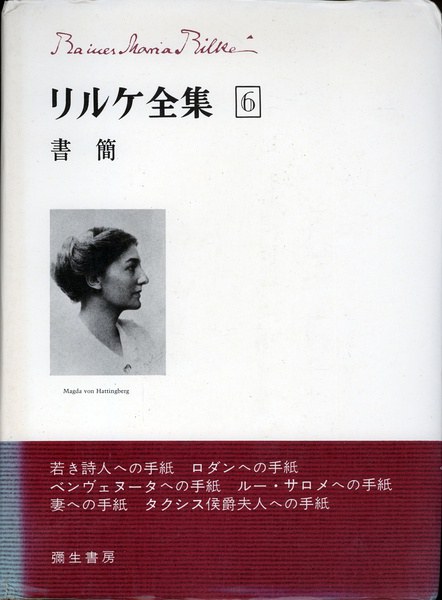 Rainer Maria Rilke
リルケ全集 6
書簡
Magda von Hattingberg
若き詩人への手紙 ロダンへの手紙
ベンヴェヌータへの手紙 ルー・サロメへの手紙
妻への手紙 タクシス侯爵夫人への手紙
彌生書房